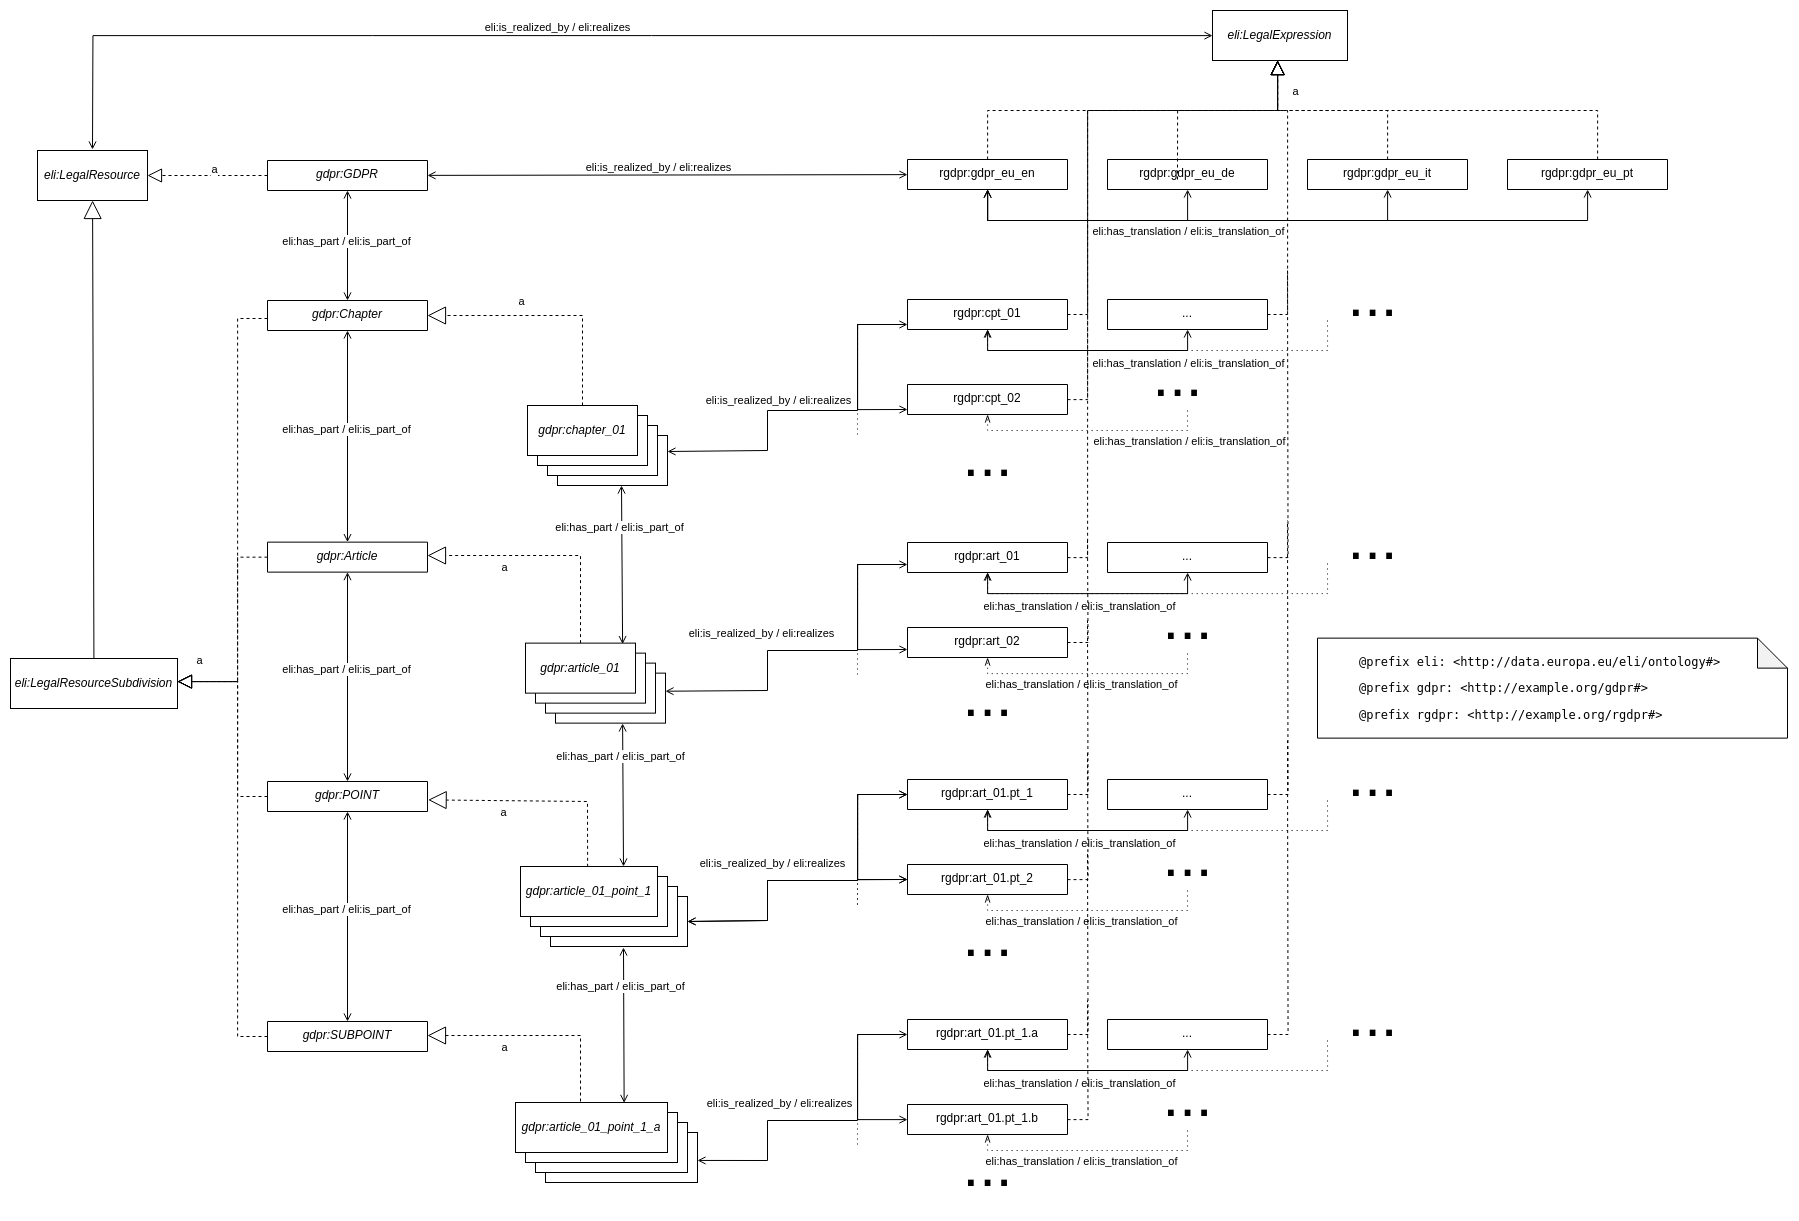 eli:is_realized_by / eli:realizes
eli:LegalExpression
a
eli:LegalResource
a
gdpr:GDPR
eli:is_realized_by / eli:realizes
rgdpr:gdpr_eu_en
rgdpr:gdpr_eu_de
rgdpr:gdpr_eu_it
rgdpr:gdpr_eu_pt
eli:has_translation / eli:is_translation_of
eli:has_part / eli:is_part_of
gdpr:Chapter
a
rgdpr:cpt_01
...
...
eli:has_translation / eli:is_translation_of
eli:is_realized_by / eli:realizes
rgdpr:cpt_02
...
eli:has_part / eli:is_part_of
gdpr:chapter_01
eli:has_translation / eli:is_translation_of
...
eli:has_part / eli:is_part_of
gdpr:Article
a
rgdpr:art_01
...
...
eli:has_translation / eli:is_translation_of
eli:is_realized_by / eli:realizes
rgdpr:art_02
...
a
eli:LegalResourceSubdivision
eli:has_part / eli:is_part_of
gdpr:article_01
eli:has_translation / eli:is_translation_of
...
@prefix eli: <http://data.europa.eu/eli/ontology#>
@prefix gdpr: <http://example.org/gdpr#>
@prefix rgdpr: <http://example.org/rgdpr#>
eli:has_part / eli:is_part_of
gdpr:POINT
a
rgdpr:art_01.pt_1
...
...
eli:has_translation / eli:is_translation_of
eli:is_realized_by / eli:realizes
rgdpr:art_01.pt_2
...
gdpr:article_01_point_1
eli:has_part / eli:is_part_of
eli:has_translation / eli:is_translation_of
...
eli:has_part / eli:is_part_of
gdpr:SUBPOINT
a
rgdpr:art_01.pt_1.a
...
...
eli:has_translation / eli:is_translation_of
eli:is_realized_by / eli:realizes
rgdpr:art_01.pt_1.b
...
gdpr:article_01_point_1_a
eli:has_translation / eli:is_translation_of
...